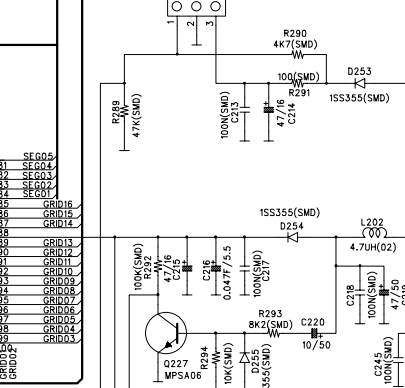 1 2 3
R290
4K7(SMD)
100(SMD)
R291
D253
1SS355(SMD)
R289
47K(SMD)
100N(SMD)
C213
47/16
C214
SEG05
SEG04
SEG03
SEG02
SEG01
GRID16
GRID15
GRID14
GRID13
GRID12
GRID11
GRID10
GRID09
GRID08
GRID07
GRID06
GRID05
GRID04
GRID03
GRID02
1SS355(SMD)
D254
L202
4.7UH(02)
100K(SMD)
R292
47/16
C215
C216
0.047F/5.5
100N(SMD)
C217
C218
100N(SMD)
47/50
R293
8K2(SMD)
C220
10/50
Q227
MPSA06
R294
10K(SMD)
D255
355(SMD)
C245
100N(SMD)